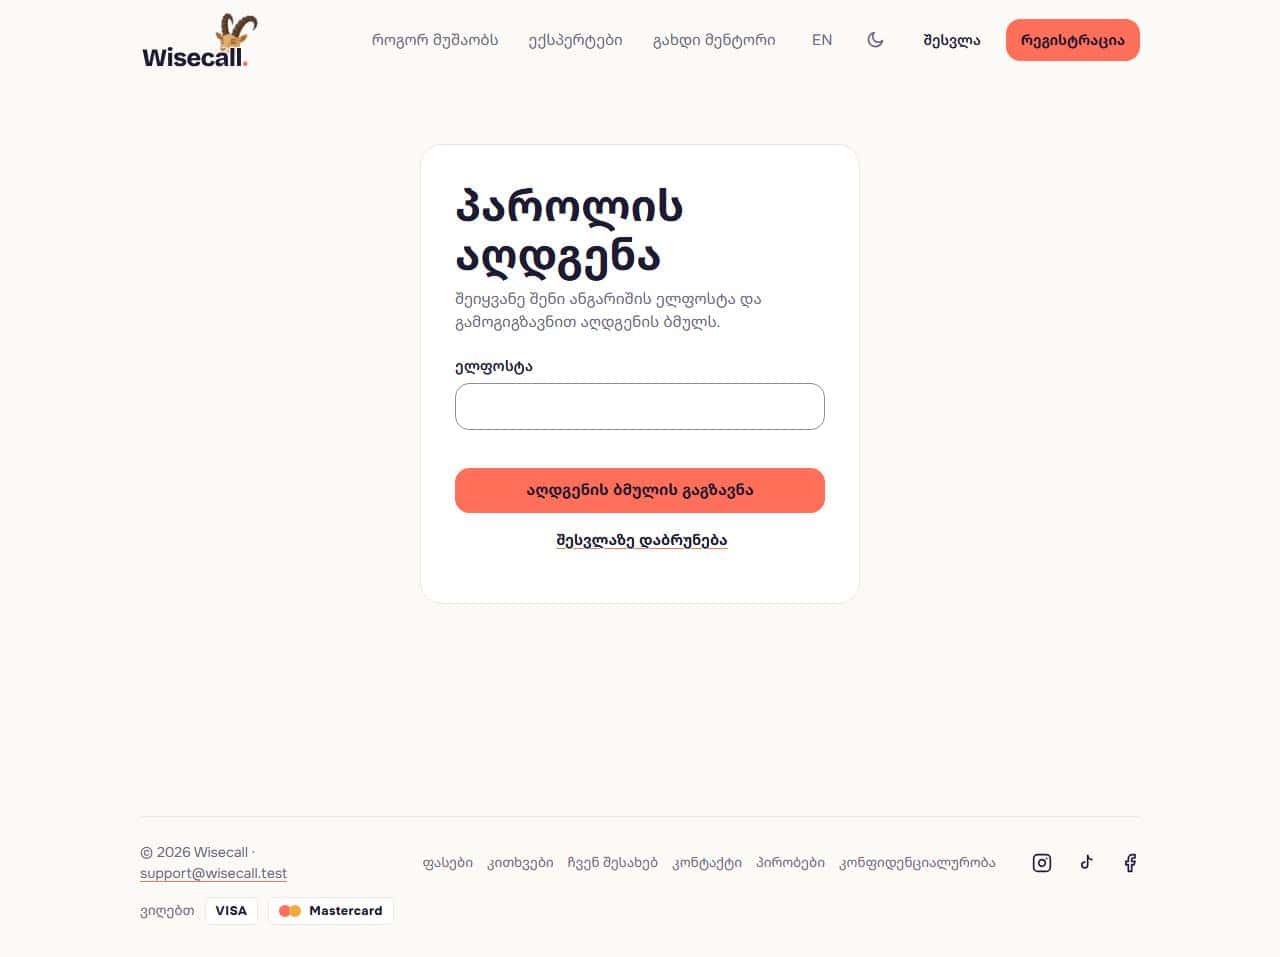 Wisecall.
როგორ მუშაობს
ექსპერტები
გახდი მენტორი
EN
შესვლა
რეგისტრაცია
პაროლის
აღდგენა
შეიყვანე შენი ანგარიშის ელფოსტა და
გამოგიგზავნით აღდგენის ბმულს.
ელფოსტა
აღდგენის ბმულის გაგზავნა
შესვლაზე დაბრუნება
© 2026 Wisecall ·
support@wisecall.test
ფასები
კითხვები
ჩვენ შესახებ
კონტაქტი
პირობები
კონფიდენციალურობა
ვიღებთ
VISA
Mastercard